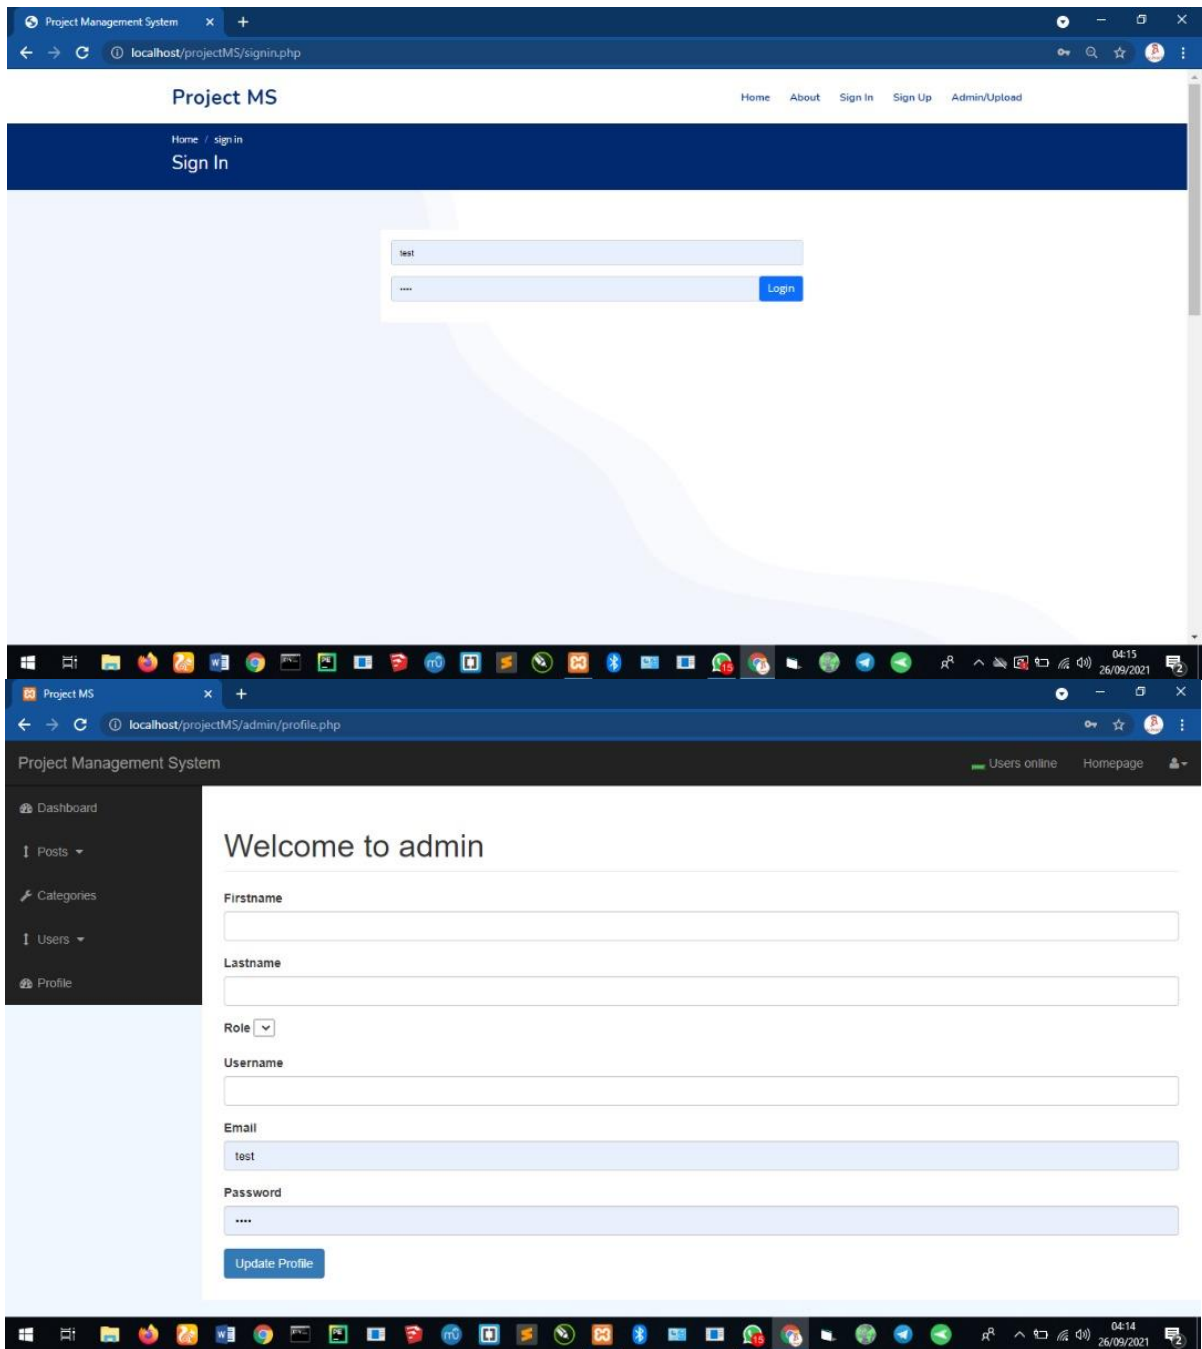 Project Management System
localhost/projectMS/signin.php
Project MS
Home About Sign In Sign Up Admin/Upload
Home / sign in
Sign In
test
Login
15
04:15
26/09/2021
2
Project MS
localhost/projectMS/admin/profile.php
Project Management System
Users online Homepage
Dashboard
Posts
Categories
Users
Profile
Welcome to admin
Firstname
Lastname
Role
Username
Email
test
Password
Update Profile
04:14
26/09/2021
2